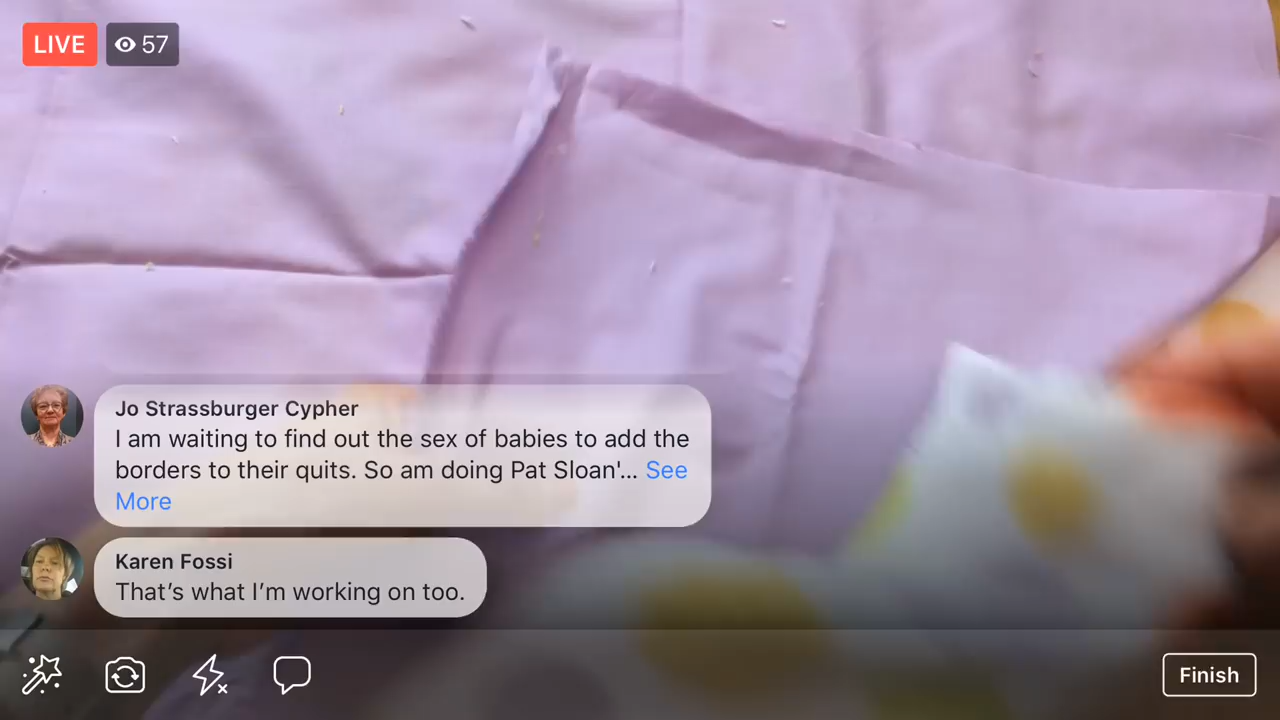 LIVE
57
Jo Strassburger Cypher
I am waiting to find out the sex of babies to add the
borders to their quits. So am doing Pat Sloan'... See
More
Karen Fossi
That’s what I’m working on too.
Finish